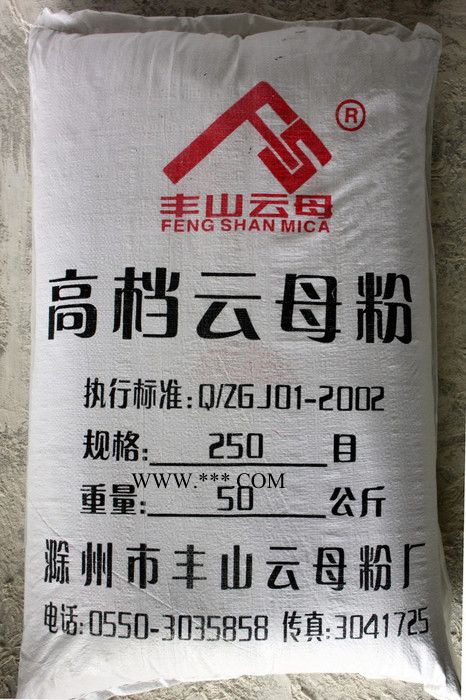 ®
丰山云母
FENG SHAN MICA
高档云母粉
执行标准:Q/ZGJ01-2002
规格: 250 目
WWW.***.COM
重量: 50 公斤
滁州市丰山云母粉厂
电话:0550-3035858 传真:3041725